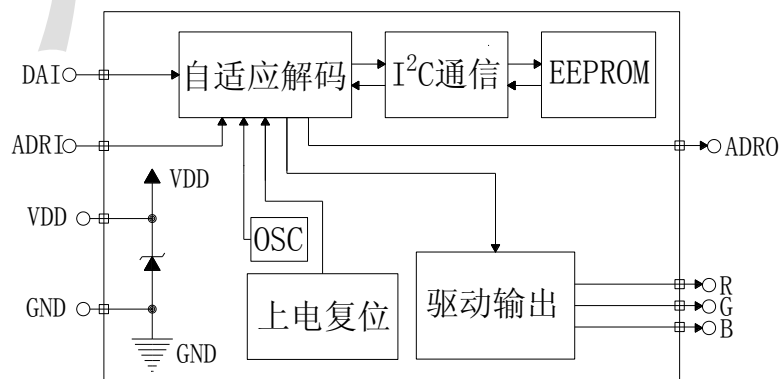 DAI
自适应解码
I²C通信
EEPROM
ADRI
ADRO
VDD
VDD
OSC
GND
上电复位
驱动输出
R
G
B
GND